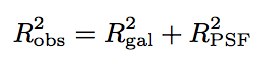 R²_obs = R²_gal + R²_PSF